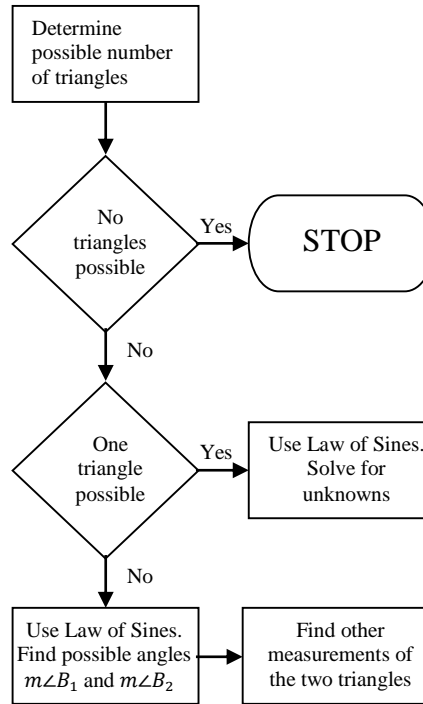 Determine
possible number
of triangles
No
triangles
possible
Yes
STOP
No
One
triangle
possible
Yes
Use Law of Sines.
Solve for
unknowns
No
Use Law of Sines.
Find possible angles
𝑚∠𝐵₁ and 𝑚∠𝐵₂
Find other
measurements of
the two triangles